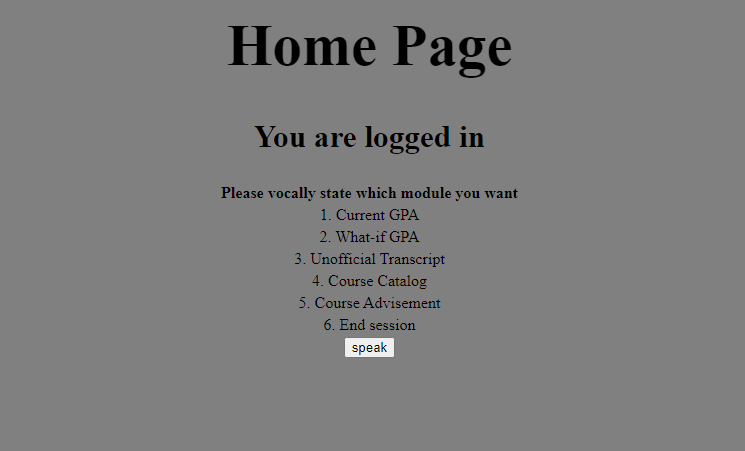 Home Page
You are logged in
Please vocally state which module you want
1. Current GPA
2. What-if GPA
3. Unofficial Transcript
4. Course Catalog
5. Course Advisement
6. End session
speak